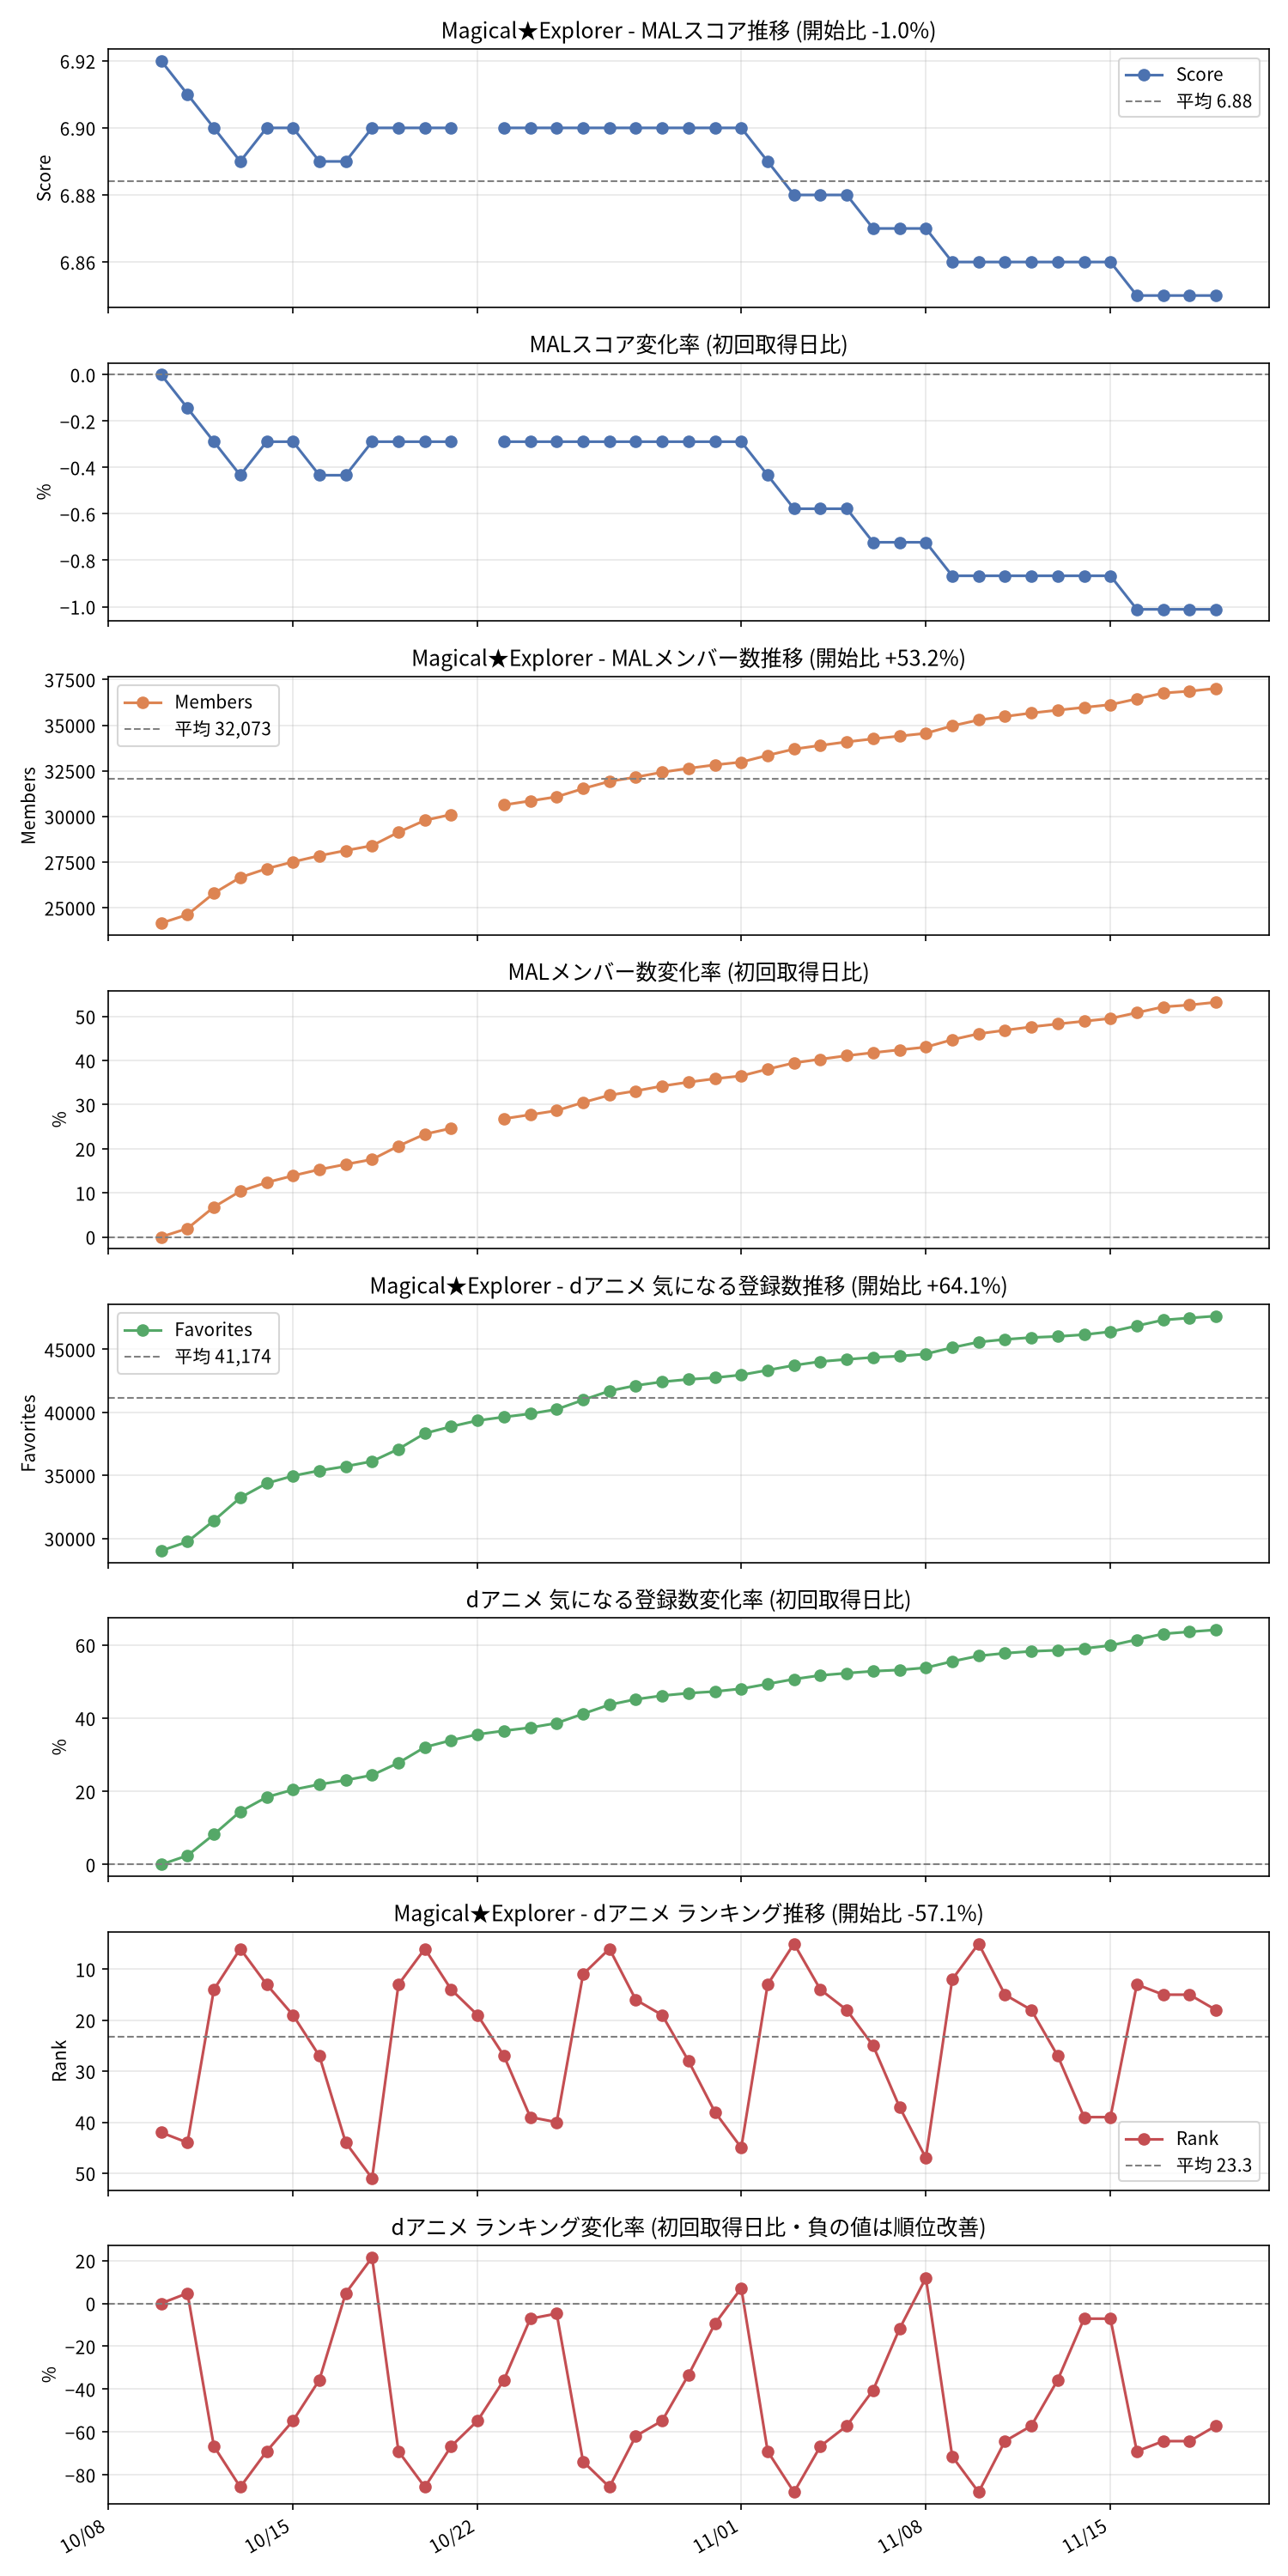 Magical★Explorer - MALスコア推移 (開始比 -1.0%)
Score
平均 6.88
6.92
6.90
6.88
6.86
Score
MALスコア変化率 (初回取得日比)
0.0
−0.2
−0.4
−0.6
−0.8
−1.0
%
Magical★Explorer - MALメンバー数推移 (開始比 +53.2%)
Members
平均 32,073
37500
35000
32500
30000
27500
25000
Members
MALメンバー数変化率 (初回取得日比)
50
40
30
20
10
0
%
Magical★Explorer - dアニメ 気になる登録数推移 (開始比 +64.1%)
Favorites
平均 41,174
45000
40000
35000
30000
Favorites
dアニメ 気になる登録数変化率 (初回取得日比)
60
40
20
0
%
Magical★Explorer - dアニメ ランキング推移 (開始比 -57.1%)
10
20
30
40
50
Rank
Rank
平均 23.3
dアニメ ランキング変化率 (初回取得日比・負の値は順位改善)
20
0
−20
−40
−60
−80
%
10/08
10/15
10/22
11/01
11/08
11/15